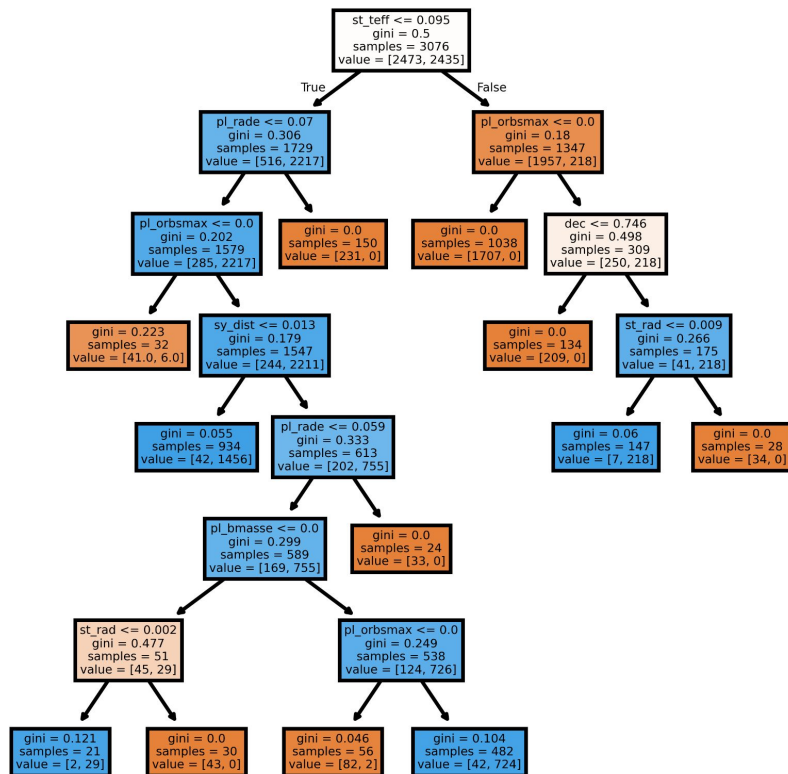 st_teff <= 0.095
gini = 0.5
samples = 3076
value = [2473, 2435]
True
False
pl_rade <= 0.07
gini = 0.306
samples = 1729
value = [516, 2217]
pl_orbsmax <= 0.0
gini = 0.18
samples = 1347
value = [1957, 218]
pl_orbsmax <= 0.0
gini = 0.202
samples = 1579
value = [285, 2217]
gini = 0.0
samples = 150
value = [231, 0]
gini = 0.0
samples = 1038
value = [1707, 0]
dec <= 0.746
gini = 0.498
samples = 309
value = [250, 218]
gini = 0.223
samples = 32
value = [41.0, 6.0]
sy_dist <= 0.013
gini = 0.179
samples = 1547
value = [244, 2211]
gini = 0.0
samples = 134
value = [209, 0]
st_rad <= 0.009
gini = 0.266
samples = 175
value = [41, 218]
gini = 0.055
samples = 934
value = [42, 1456]
pl_rade <= 0.059
gini = 0.333
samples = 613
value = [202, 755]
gini = 0.06
samples = 147
value = [7, 218]
gini = 0.0
samples = 28
value = [34, 0]
pl_bmasse <= 0.0
gini = 0.299
samples = 589
value = [169, 755]
gini = 0.0
samples = 24
value = [33, 0]
st_rad <= 0.002
gini = 0.477
samples = 51
value = [45, 29]
pl_orbsmax <= 0.0
gini = 0.249
samples = 538
value = [124, 726]
gini = 0.121
samples = 21
value = [2, 29]
gini = 0.0
samples = 30
value = [43, 0]
gini = 0.046
samples = 56
value = [82, 2]
gini = 0.104
samples = 482
value = [42, 724]